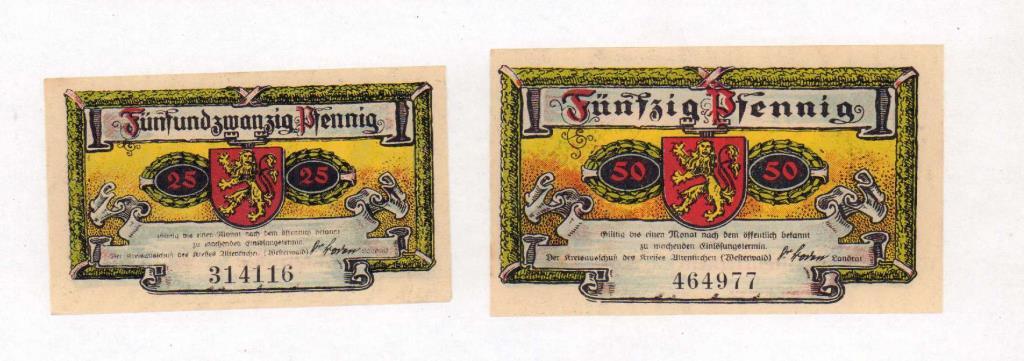 Fünfundzwanzig Pfennig
25 25
Gültig bis einen Monat nach dem öffentlich bekannt
zu machenden Einlösungstermin.
Der Kreisausschuß des Kreises Altenkirchen (Westerwald) Landrat
314116
Fünfzig Pfennig
50 50
Gültig bis einen Monat nach dem öffentlich bekannt
zu machenden Einlösungstermin.
Der Kreisausschuß des Kreises Altenkirchen (Westerwald) Landrat
464977